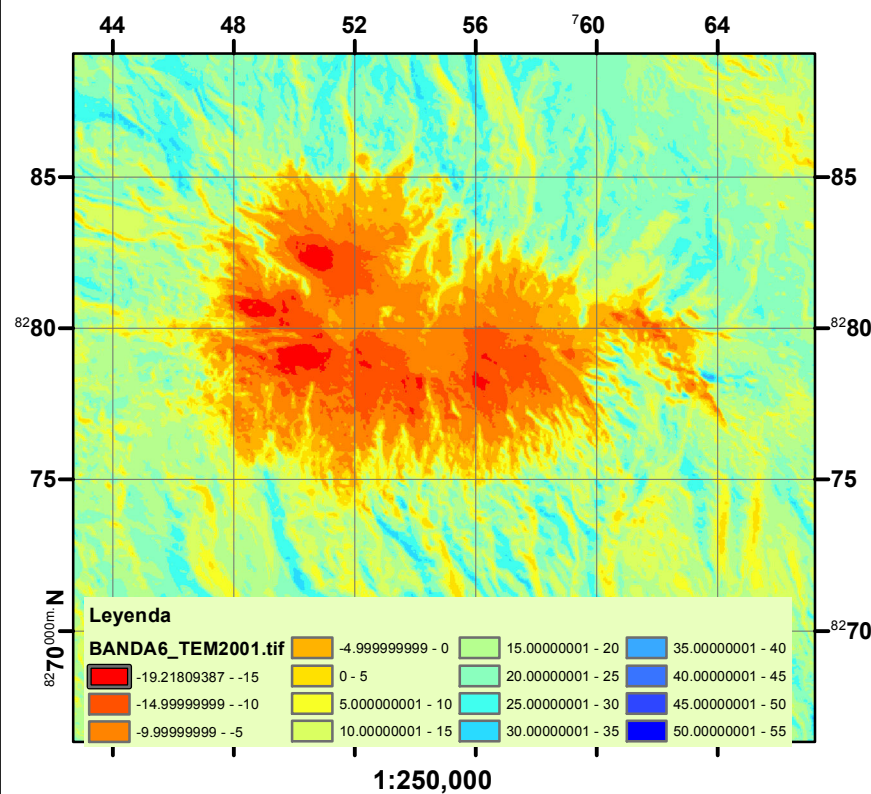 44 48 52 56 ⁷60 64
85 85
⁸²80 ⁸²80
75 75
⁸²70⁰⁰⁰ᵐ·N ⁸²70
Leyenda
BANDA6_TEM2001.tif
-19.21809387 - -15
-14.99999999 - -10
-9.99999999 - -5
-4.999999999 - 0
0 - 5
5.000000001 - 10
10.00000001 - 15
15.00000001 - 20
20.00000001 - 25
25.00000001 - 30
30.00000001 - 35
35.00000001 - 40
40.00000001 - 45
45.00000001 - 50
50.00000001 - 55
1:250,000